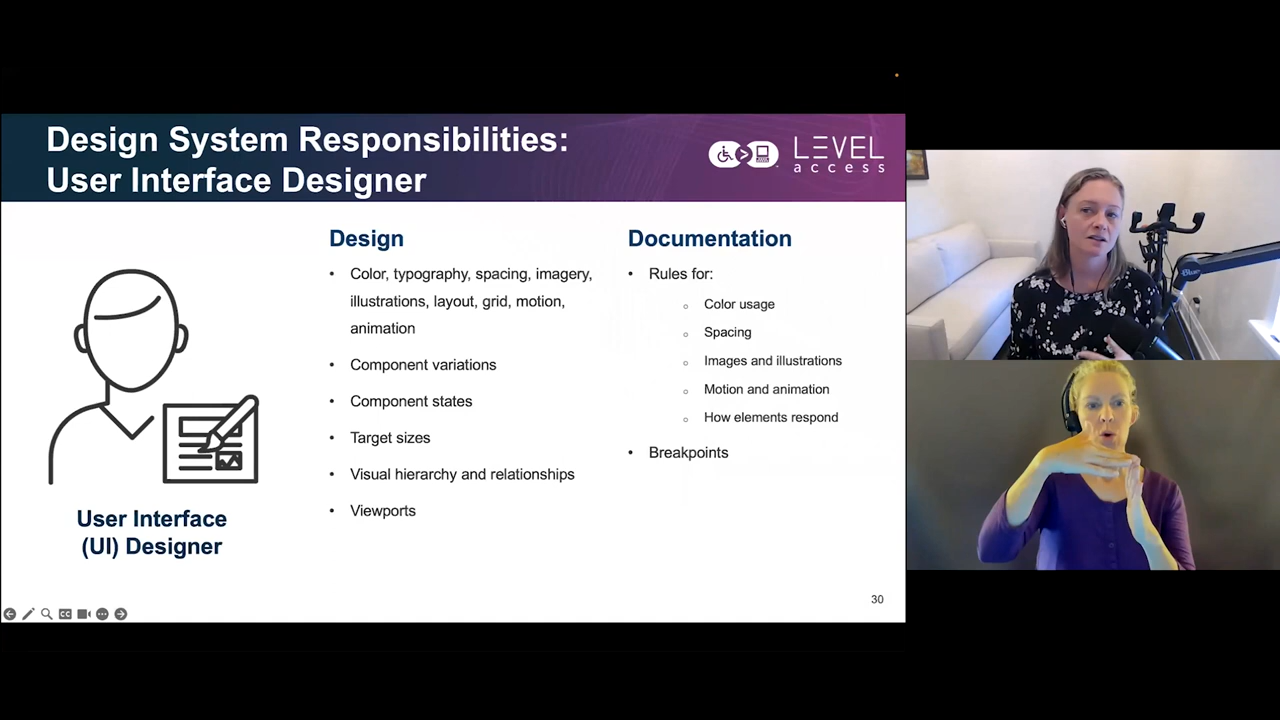 Design System Responsibilities:
User Interface Designer
LEVEL
access
Design
• Color, typography, spacing, imagery,
illustrations, layout, grid, motion,
animation
• Component variations
• Component states
• Target sizes
• Visual hierarchy and relationships
• Viewports
Documentation
• Rules for:
○ Color usage
○ Spacing
○ Images and illustrations
○ Motion and animation
○ How elements respond
• Breakpoints
User Interface
(UI) Designer
30
CC